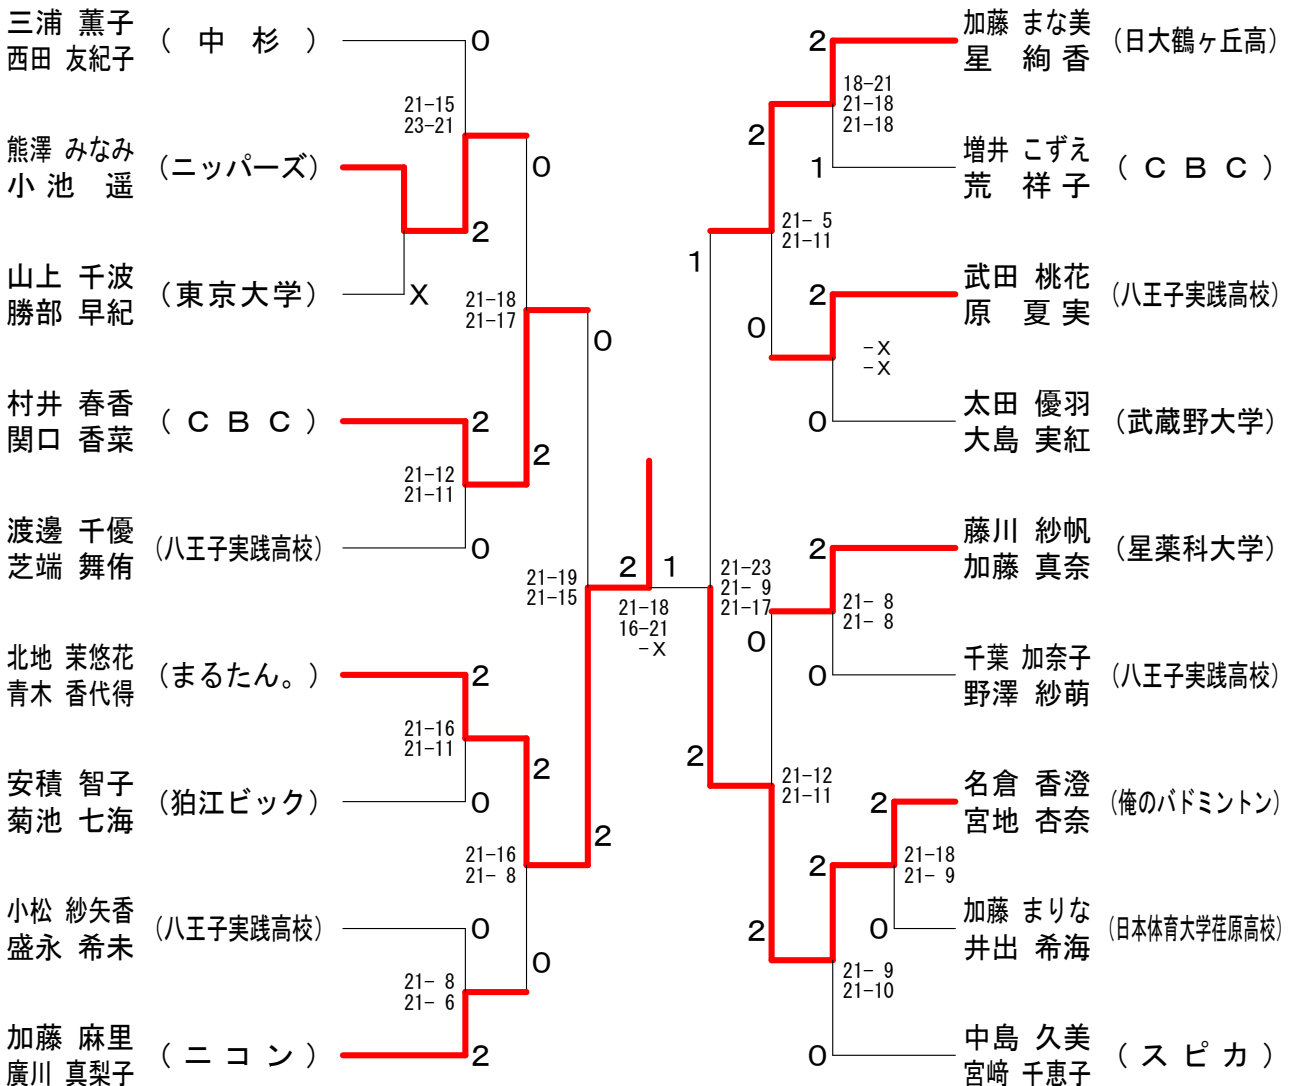 三浦 薫子
西田 友紀子
( 中 杉 )
0
21-15
23-21
熊澤 みなみ
小 池 遥
(ニッパーズ)
0
2
山上 千波
勝部 早紀
(東京大学)
X
21-18
21-17
0
村井 春香
関口 香菜
( C B C )
2
2
21-12
21-11
渡邊 千優
芝端 舞侑
(八王子実践高校)
0
21-19
21-15
2
1
21-18
16-21
-X
北地 茉悠花
青木 香代得
(まるたん。)
2
21-16
21-11
2
安積 智子
菊池 七海
(狛江ビック)
0
2
21-16
21- 8
小松 紗矢香
盛永 希未
(八王子実践高校)
0
0
21- 8
21- 6
加藤 麻里
廣川 真梨子
( ニ コ ン )
2
2
加藤 まな美
星 絢 香
(日大鶴ヶ丘高)
18-21
21-18
21-18
2
1
増井 こずえ
荒 祥 子
( C B C )
21- 5
21-11
1
2
武田 桃花
原 夏 実
(八王子実践高校)
0
-X
-X
0
太田 優羽
大島 実紅
(武蔵野大学)
2
藤川 紗帆
加藤 真奈
(星薬科大学)
21-23
21- 9
21-17
21- 8
21- 8
0
0
千葉 加奈子
野澤 紗萌
(八王子実践高校)
2
21-12
21-11
2
名倉 香澄
宮地 杏奈
(俺のバドミントン)
2
21-18
21- 9
2
0
加藤 まりな
井出 希海
(日本体育大学荏原高校)
21- 9
21-10
0
中島 久美
宮﨑 千恵子
( ス ピ カ )